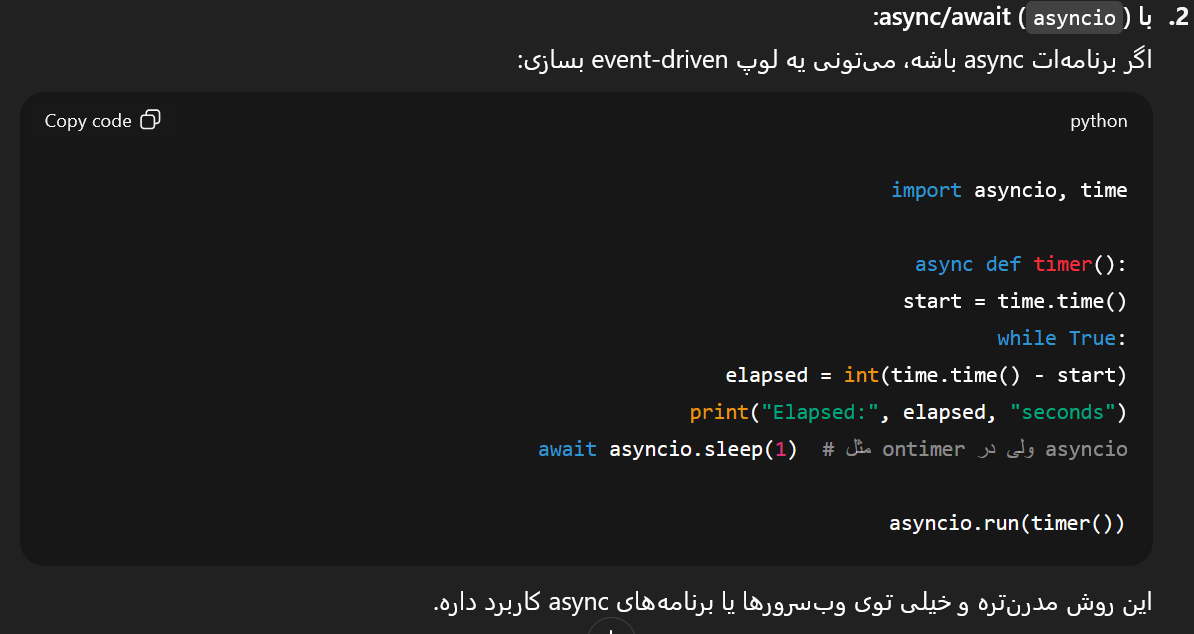 2. با async/await (asyncio):
اگر برنامه‌ات async باشه، می‌تونی یه لوپ event-driven بسازی:
python Copy code
import asyncio, time
async def timer():
start = time.time()
while True:
elapsed = int(time.time() - start)
print("Elapsed:", elapsed, "seconds")
await asyncio.sleep(1)  # مثل ontimer ولی در asyncio
asyncio.run(timer())
این روش مدرن‌تره و خیلی توی وب‌سرورها یا برنامه‌های async کاربرد داره.